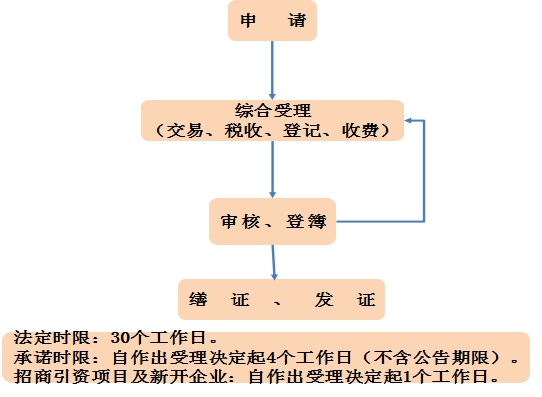 申 请
综合受理
（交易、税收、登记、收费）
审核、登簿
缮 证 、 发 证
法定时限：30个工作日。
承诺时限：自作出受理决定起4个工作日（不含公告期限）。
招商引资项目及新开企业：自作出受理决定起1个工作日。